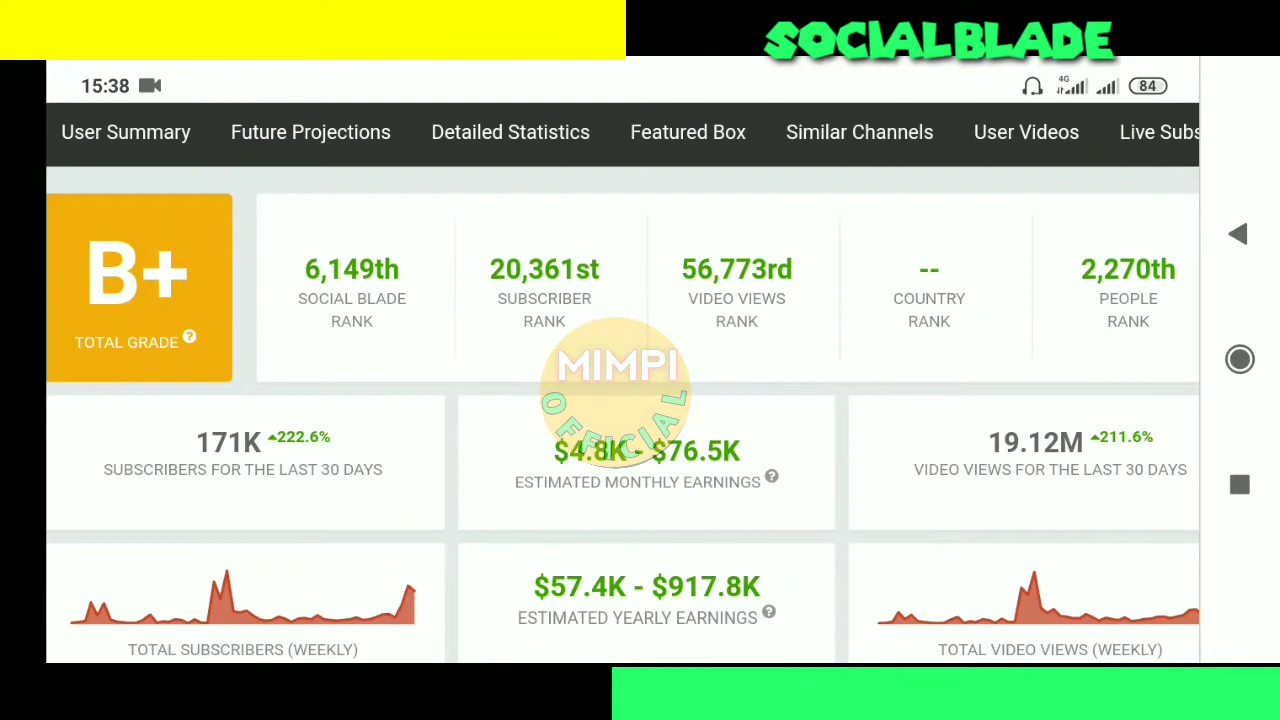 SOCIALBLADE
15:38
4G
84
User Summary Future Projections Detailed Statistics Featured Box Similar Channels User Videos Live Subs
B+
TOTAL GRADE ?
6,149th
SOCIAL BLADE
RANK
20,361st
SUBSCRIBER
RANK
56,773rd
VIDEO VIEWS
RANK
--
COUNTRY
RANK
2,270th
PEOPLE
RANK
MIMPI
OFFICIAL
171K 222.6%
SUBSCRIBERS FOR THE LAST 30 DAYS
$4.8K - $76.5K
ESTIMATED MONTHLY EARNINGS ?
19.12M 211.6%
VIDEO VIEWS FOR THE LAST 30 DAYS
TOTAL SUBSCRIBERS (WEEKLY)
$57.4K - $917.8K
ESTIMATED YEARLY EARNINGS ?
TOTAL VIDEO VIEWS (WEEKLY)